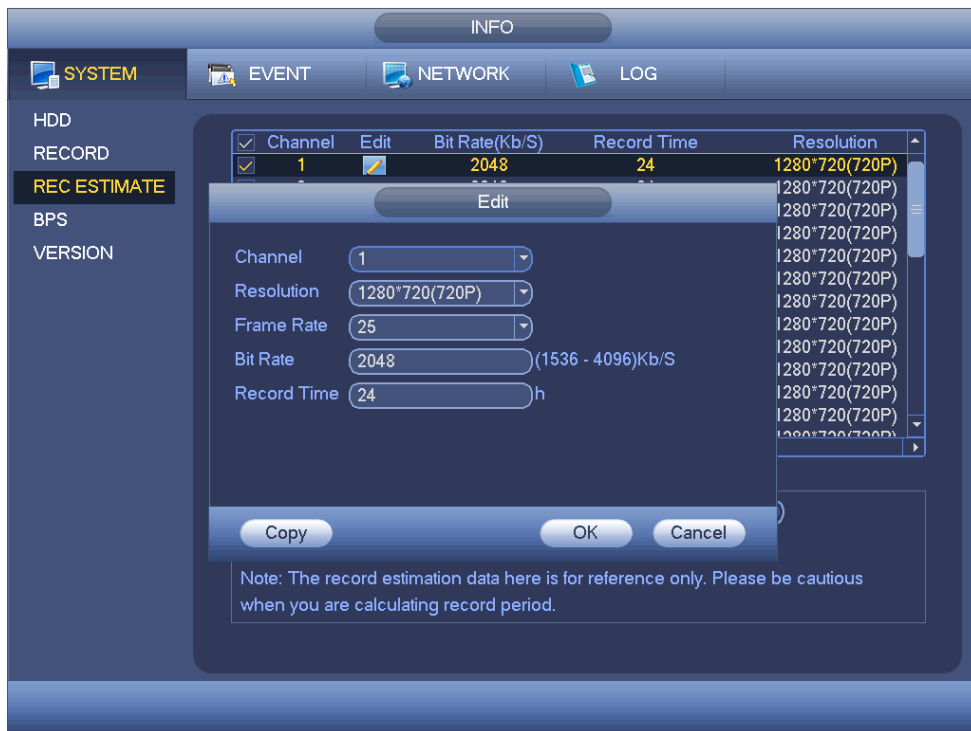 INFO
SYSTEM EVENT NETWORK LOG
HDD
RECORD
REC ESTIMATE
BPS
VERSION
Channel Edit Bit Rate(Kb/S) Record Time Resolution
1 2048 24 1280*720(720P)
1280*720(720P)
1280*720(720P)
1280*720(720P)
1280*720(720P)
1280*720(720P)
1280*720(720P)
1280*720(720P)
1280*720(720P)
1280*720(720P)
1280*720(720P)
1280*720(720P)
1280*720(720P)
Edit
Channel 1
Resolution 1280*720(720P)
Frame Rate 25
Bit Rate 2048 (1536 - 4096)Kb/S
Record Time 24 h
Copy OK Cancel
)
Note: The record estimation data here is for reference only. Please be cautious
when you are calculating record period.